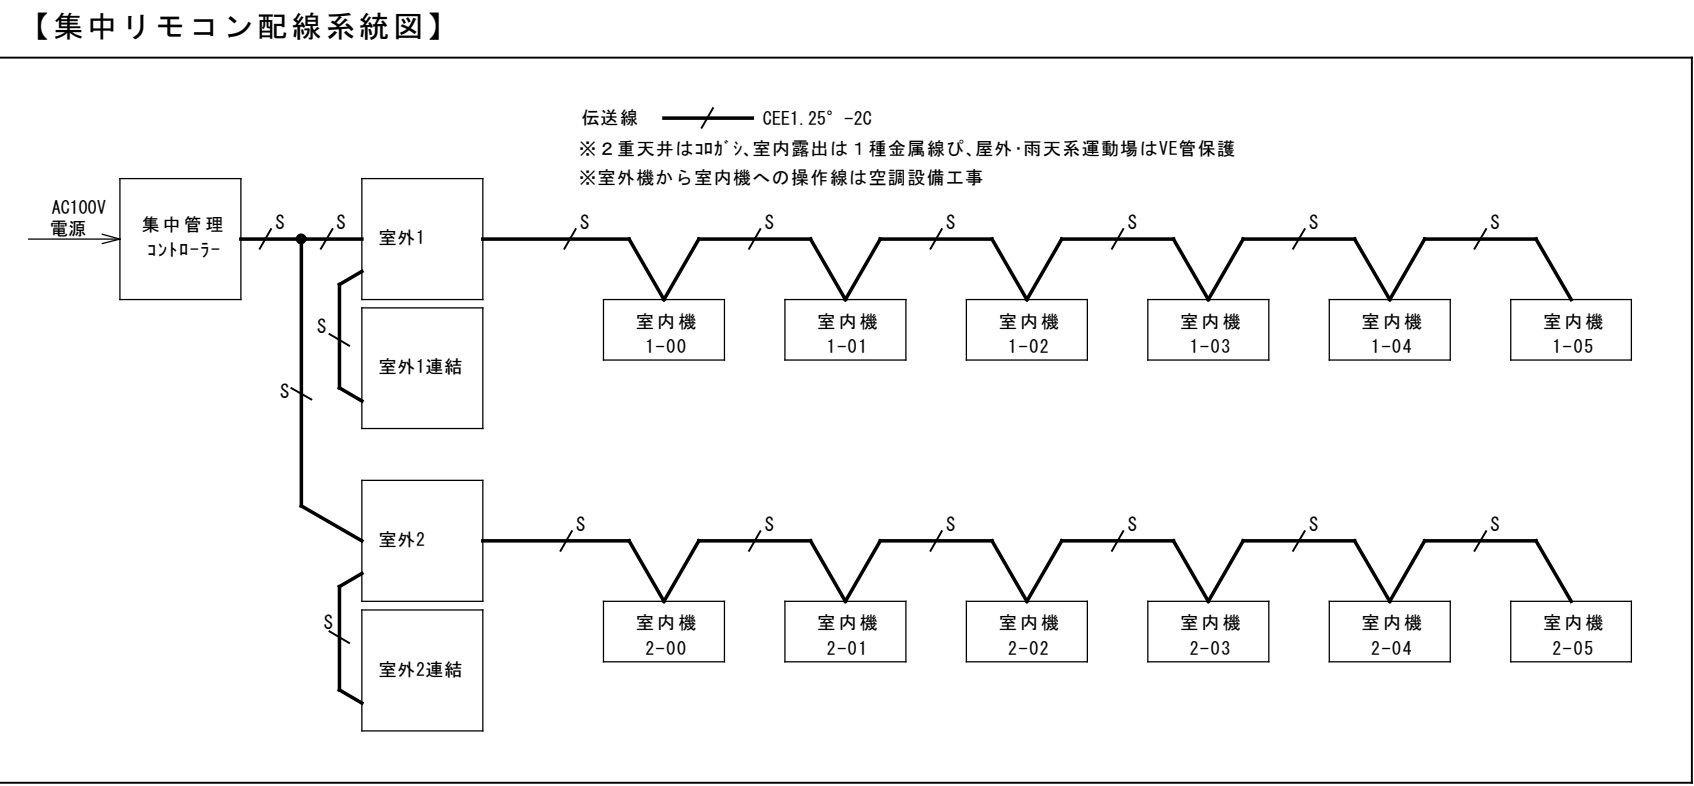 【集中リモコン配線系統図】
伝送線 CEE1.25°-2C
※２重天井はｺﾛｶﾞｼ、室内露出は１種金属線ぴ、屋外･雨天系運動場はVE管保護
※室外機から室内機への操作線は空調設備工事
AC100V
電源
集中管理
ｺﾝﾄﾛｰﾗｰ
S
S
室外1
S
S
S
S
S
S
室内機
1-00
室内機
1-01
室内機
1-02
室内機
1-03
室内機
1-04
室内機
1-05
S
室外1連結
S
室外2
S
S
S
S
S
S
室内機
2-00
室内機
2-01
室内機
2-02
室内機
2-03
室内機
2-04
室内機
2-05
S
室外2連結